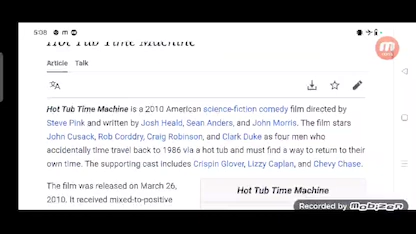 5:08 M
Hot Tub Time Machine
Article Talk
Hot Tub Time Machine is a 2010 American science-fiction comedy film directed by
Steve Pink and written by Josh Heald, Sean Anders, and John Morris. The film stars
John Cusack, Rob Corddry, Craig Robinson, and Clark Duke as four men who
accidentally time travel back to 1986 via a hot tub and must find a way to return to their
own time. The supporting cast includes Crispin Glover, Lizzy Caplan, and Chevy Chase.
The film was released on March 26,
2010. It received mixed-to-positive
Hot Tub Time Machine
Recorded by MOBIZEN